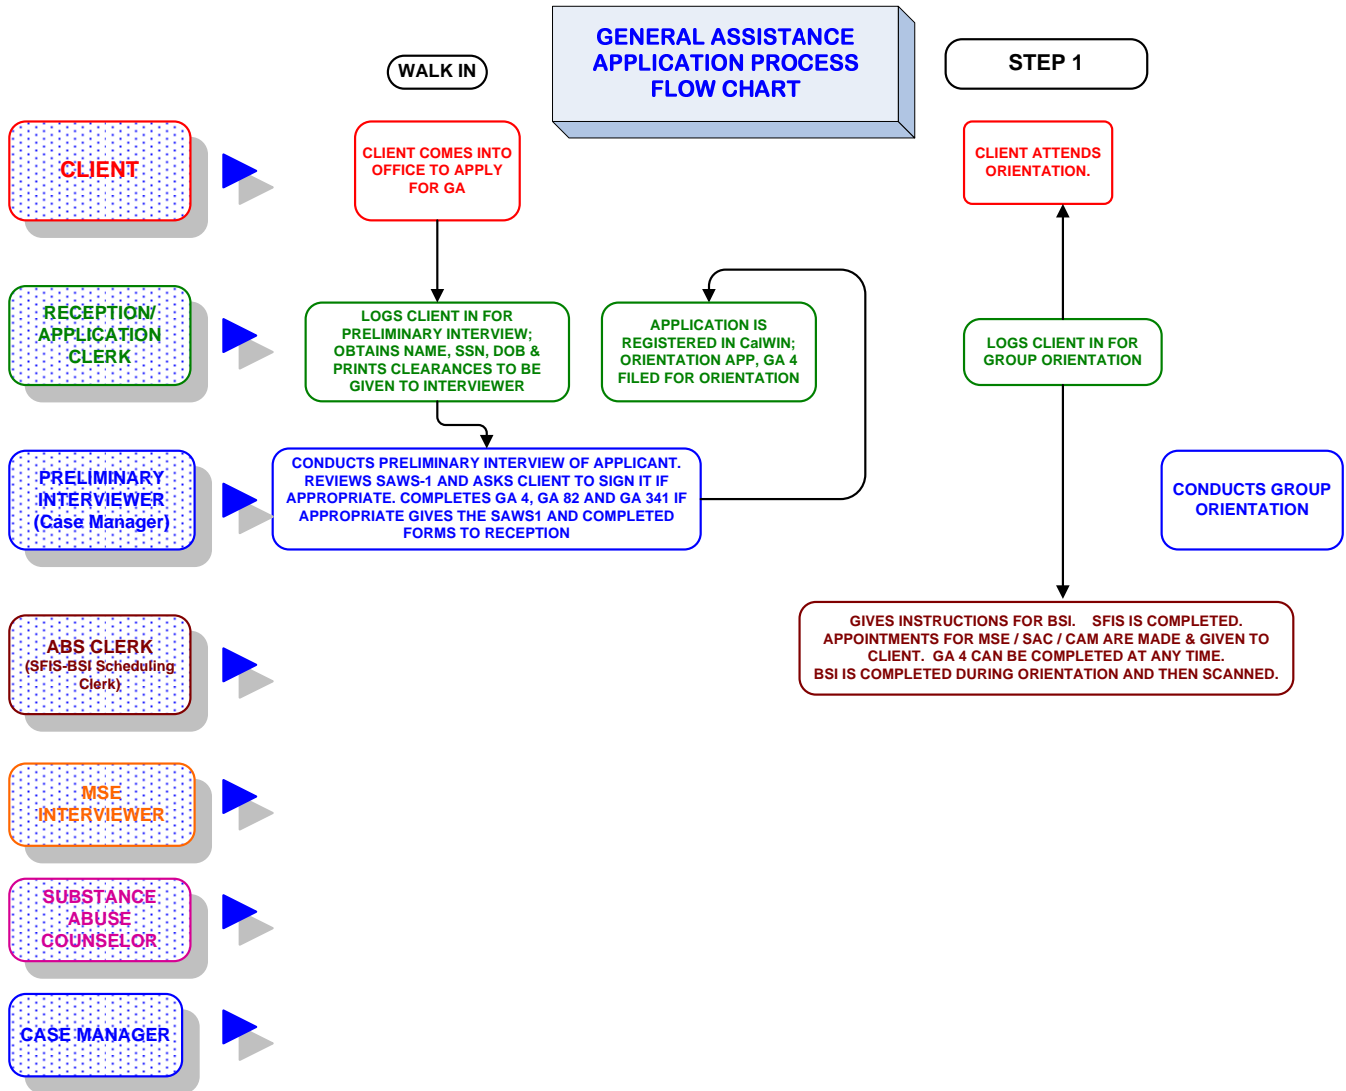 GENERAL ASSISTANCE
APPLICATION PROCESS
FLOW CHART
WALK IN
STEP 1
CLIENT
CLIENT COMES INTO
OFFICE TO APPLY
FOR GA
CLIENT ATTENDS
ORIENTATION.
RECEPTION/
APPLICATION
CLERK
LOGS CLIENT IN FOR
PRELIMINARY INTERVIEW;
OBTAINS NAME, SSN, DOB &
PRINTS CLEARANCES TO BE
GIVEN TO INTERVIEWER
APPLICATION IS
REGISTERED IN CalWIN;
ORIENTATION APP, GA 4
FILED FOR ORIENTATION
LOGS CLIENT IN FOR
GROUP ORIENTATION
PRELIMINARY
INTERVIEWER
(Case Manager)
CONDUCTS PRELIMINARY INTERVIEW OF APPLICANT.
REVIEWS SAWS-1 AND ASKS CLIENT TO SIGN IT IF
APPROPRIATE. COMPLETES GA 4, GA 82 AND GA 341 IF
APPROPRIATE GIVES THE SAWS1 AND COMPLETED
FORMS TO RECEPTION
CONDUCTS GROUP
ORIENTATION
ABS CLERK
(SFIS-BSI Scheduling
Clerk)
GIVES INSTRUCTIONS FOR BSI. SFIS IS COMPLETED.
APPOINTMENTS FOR MSE / SAC / CAM ARE MADE & GIVEN TO
CLIENT. GA 4 CAN BE COMPLETED AT ANY TIME.
BSI IS COMPLETED DURING ORIENTATION AND THEN SCANNED.
MSE
INTERVIEWER
SUBSTANCE
ABUSE
COUNSELOR
CASE MANAGER